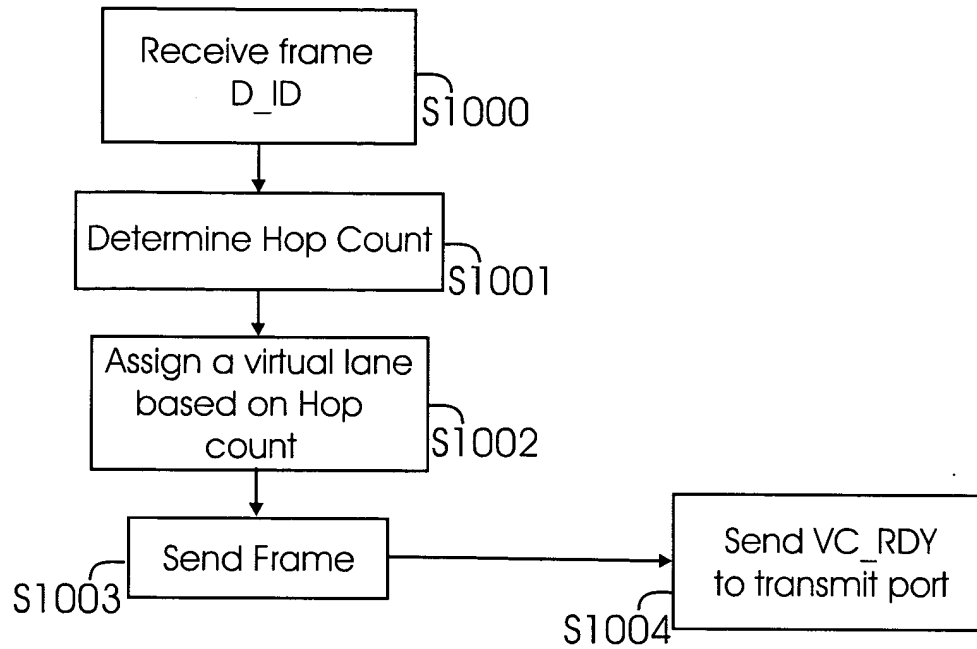 Receive frame
D_ID
S1000
Determine Hop Count
S1001
Assign a virtual lane
based on Hop
count
S1002
Send Frame
S1003
Send VC_RDY
to transmit port
S1004